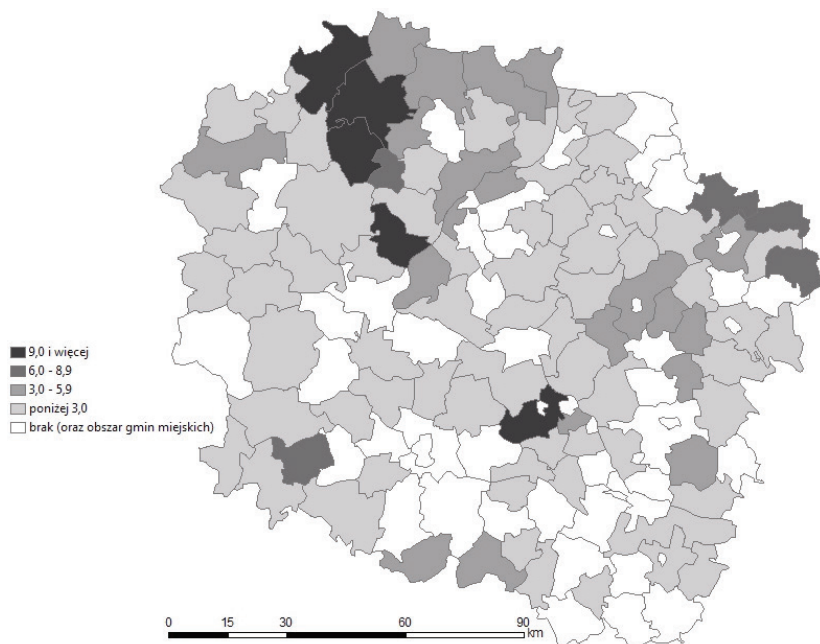 9,0 i więcej
6,0 - 8,9
3,0 - 5,9
poniżej 3,0
brak (oraz obszar gmin miejskich)
0 15 30 60 90
km